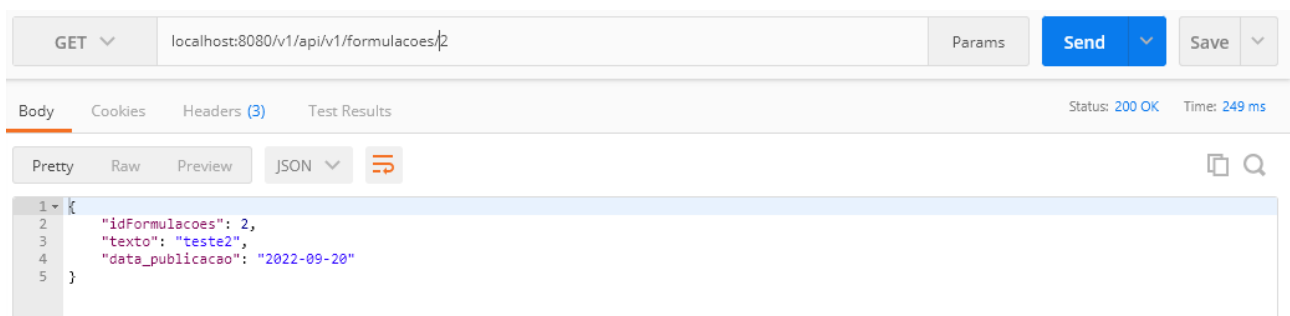 GET localhost:8080/v1/api/v1/formulacoes/2 Params Send Save
Body Cookies Headers (3) Test Results Status: 200 OK Time: 249 ms
Pretty Raw Preview JSON
1 {
2 "idFormulacoes": 2,
3 "texto": "teste2",
4 "data_publicacao": "2022-09-20"
5 }